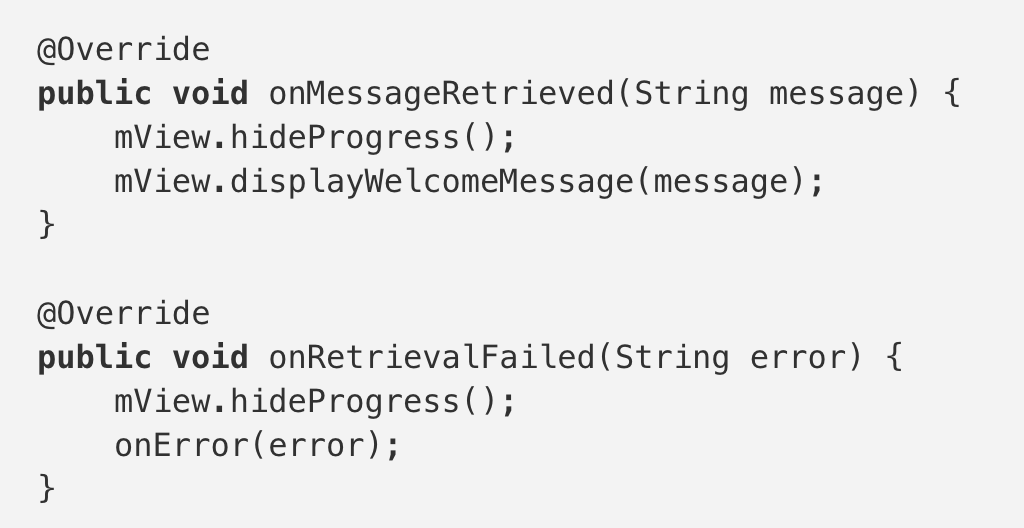 @Override
public void onMessageRetrieved(String message) {
    mView.hideProgress();
    mView.displayWelcomeMessage(message);
}

@Override
public void onRetrievalFailed(String error) {
    mView.hideProgress();
    onError(error);
}